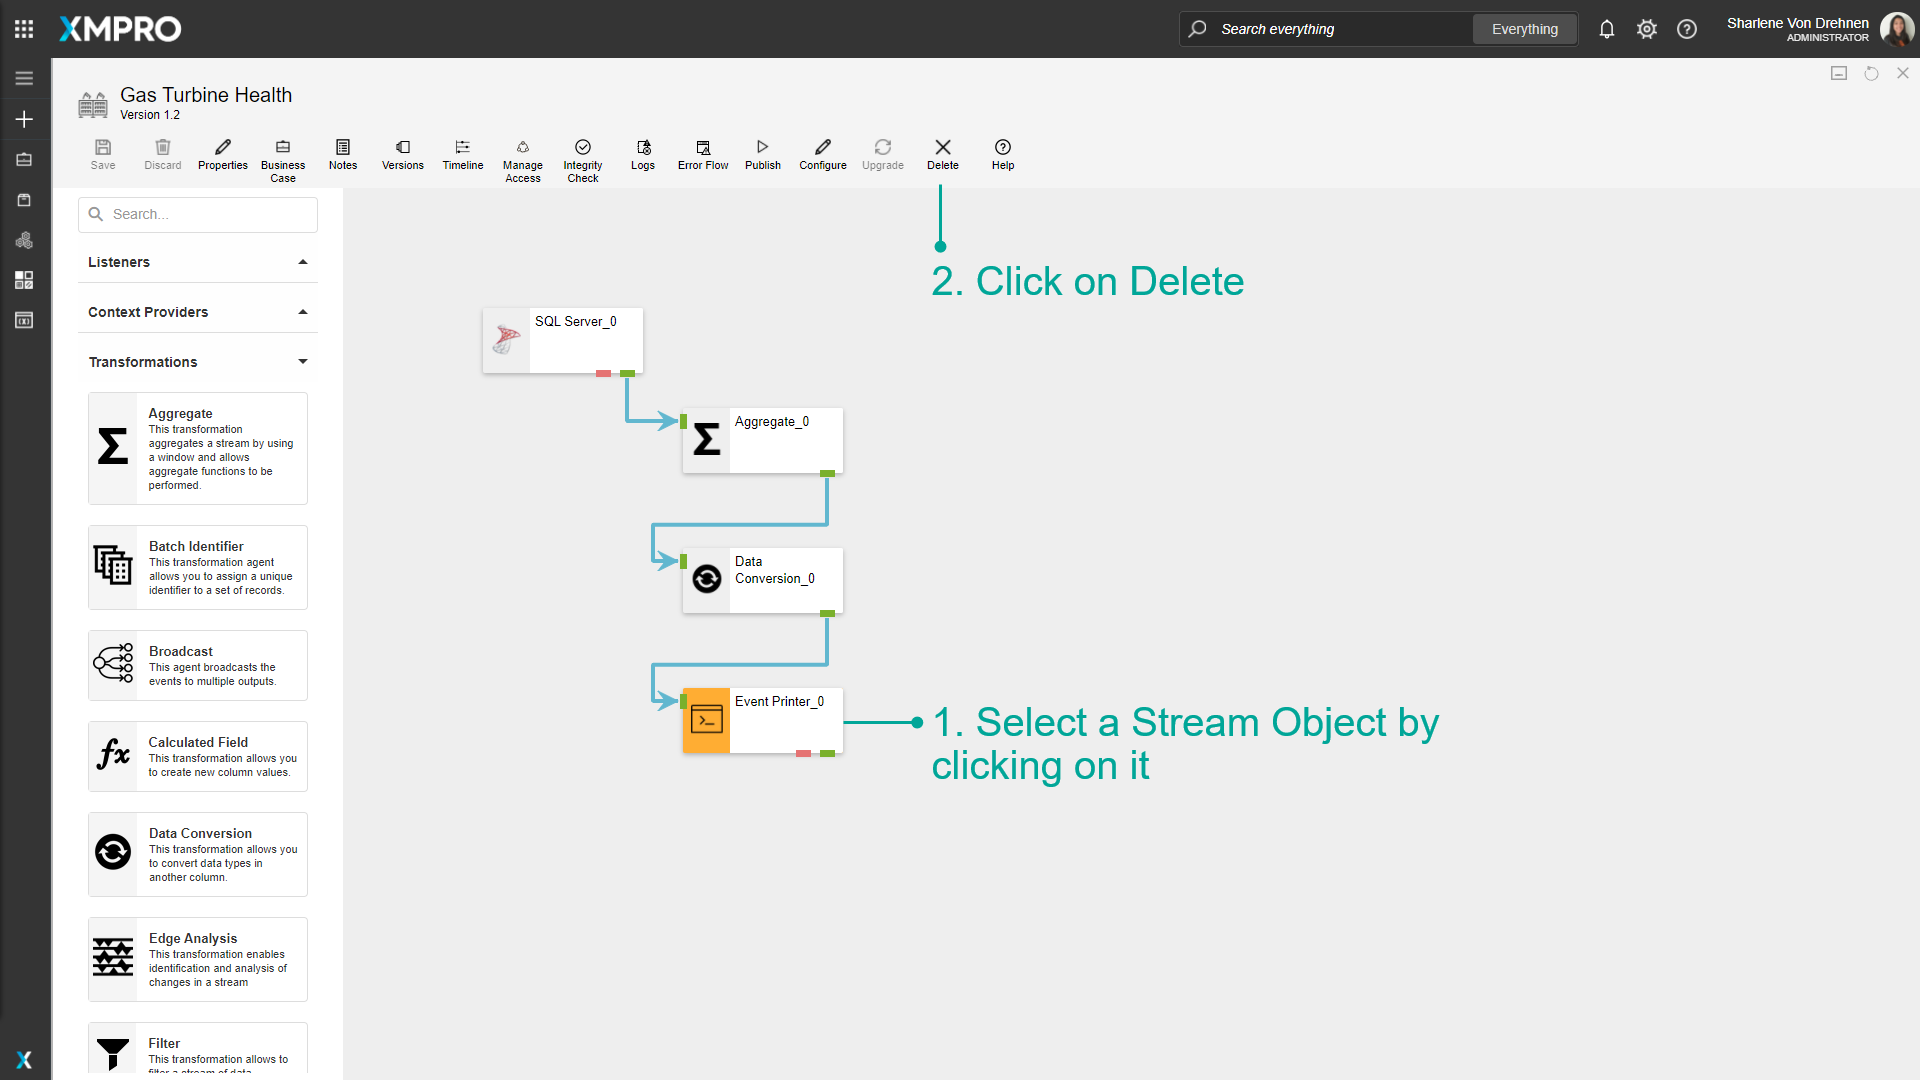 XMPRO
Search everything
Everything
Sharlene Von Drehnen
ADMINISTRATOR
Gas Turbine Health
Version 1.2
Save
Discard
Properties
Business
Case
Notes
Versions
Timeline
Manage
Access
Integrity
Check
Logs
Error Flow
Publish
Configure
Upgrade
Delete
Help
Search...
Listeners
Context Providers
Transformations
Aggregate
This transformation
aggregates a stream by using
a window and allows
aggregate functions to be
performed.
Batch Identifier
This transformation agent
allows you to assign a unique
identifier to a set of records.
Broadcast
This agent broadcasts the
events to multiple outputs.
Calculated Field
This transformation allows you
to create new column values.
Data Conversion
This transformation allows you
to convert data types in
another column.
Edge Analysis
This transformation enables
identification and analysis of
changes in a stream
Filter
This transformation allows to
filter a stream of data
2. Click on Delete
SQL Server_0
Aggregate_0
Data
Conversion_0
Event Printer_0
1. Select a Stream Object by
clicking on it